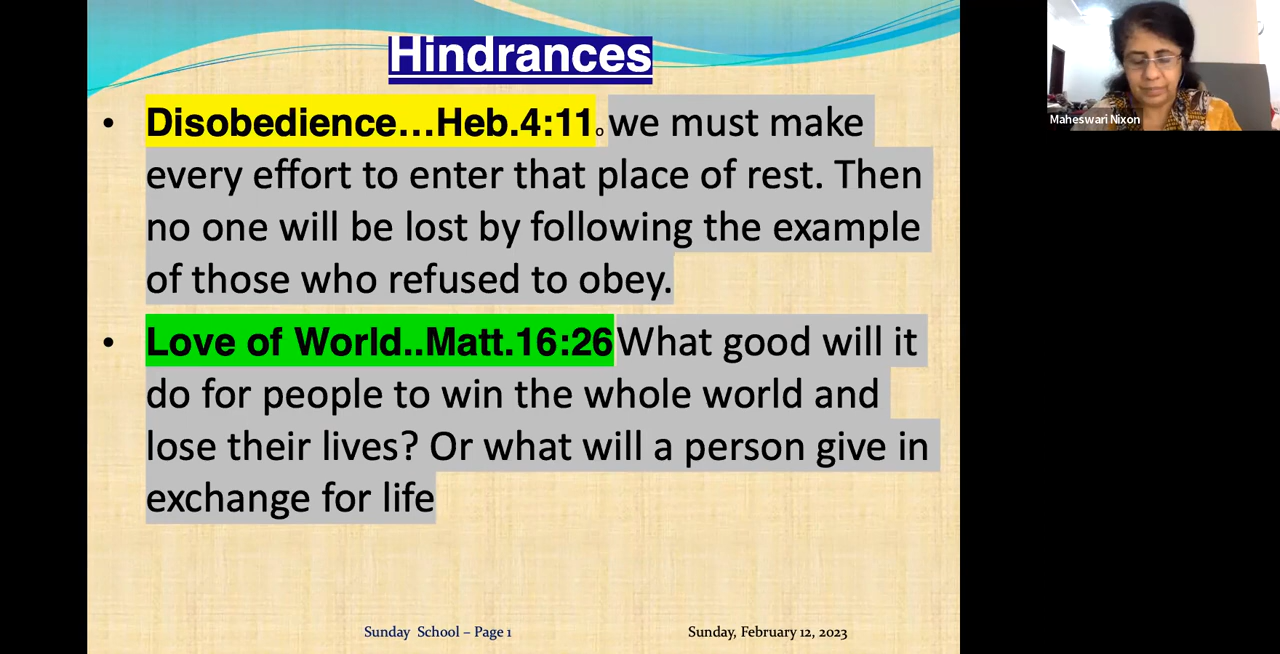 Hindrances
• Disobedience…Heb.4:11. we must make
every effort to enter that place of rest. Then
no one will be lost by following the example
of those who refused to obey.
• Love of World..Matt.16:26 What good will it
do for people to win the whole world and
lose their lives? Or what will a person give in
exchange for life
Sunday School – Page 1
Sunday, February 12, 2023
Maheswari Nixon